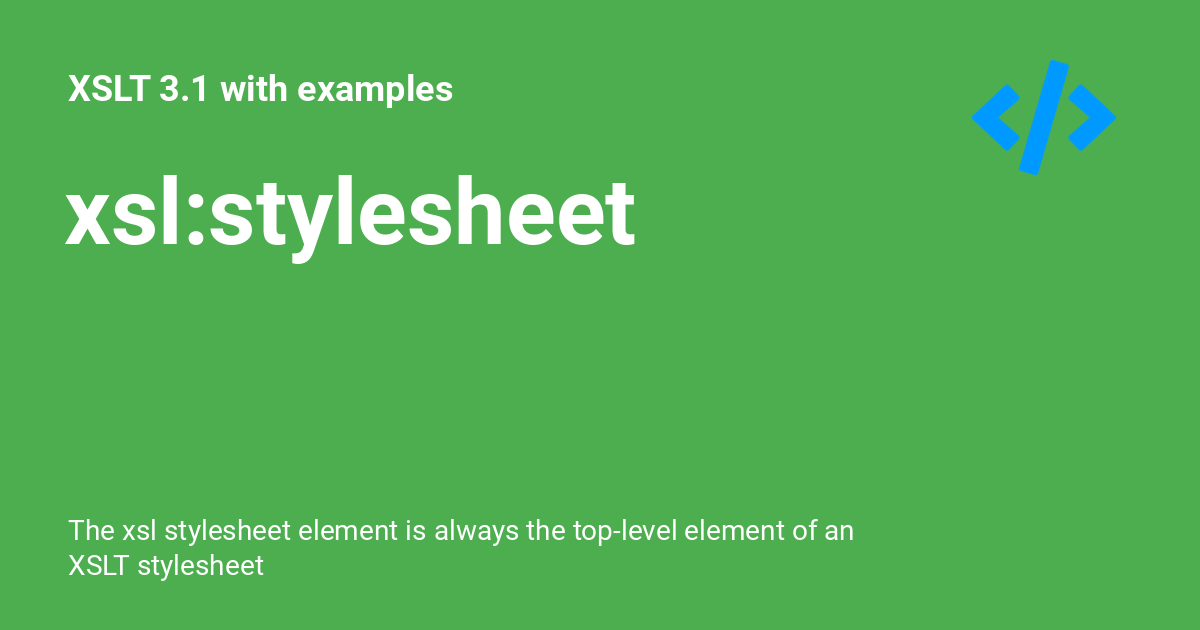 XSLT 3.1 with examples
xsl:stylesheet
The xsl stylesheet element is always the top-level element of an
XSLT stylesheet